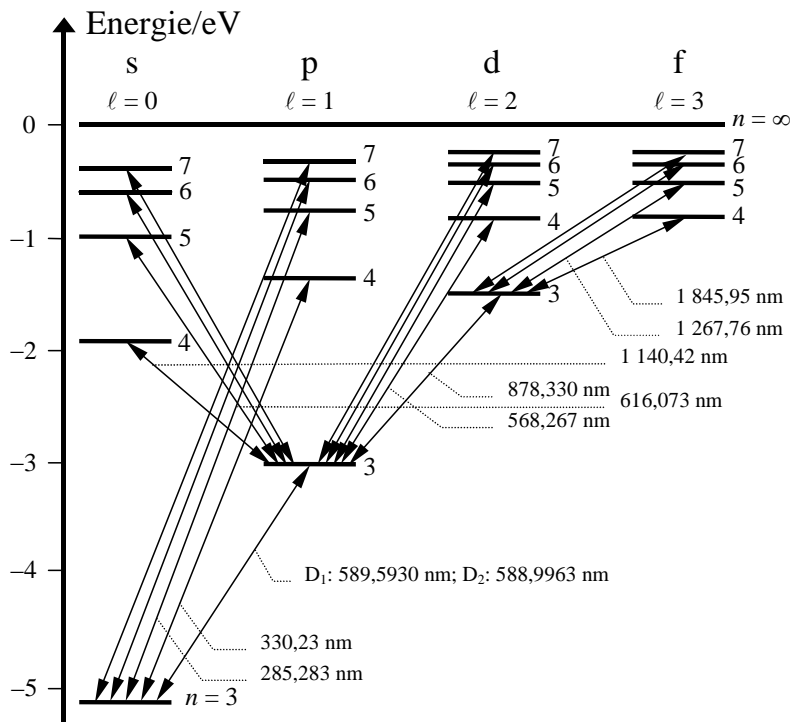 Energie/eV
s p d f
ℓ = 0 ℓ = 1 ℓ = 2 ℓ = 3
0 n = ∞
7 7 7 7
6 6 6 6
5 5 5 5
4 4 4 4
–1
3
1 845,95 nm
1 267,76 nm
4
–2
1 140,42 nm
878,330 nm
616,073 nm
568,267 nm
–3 3
–4
D₁: 589,5930 nm; D₂: 588,9963 nm
330,23 nm
285,283 nm
–5 n = 3